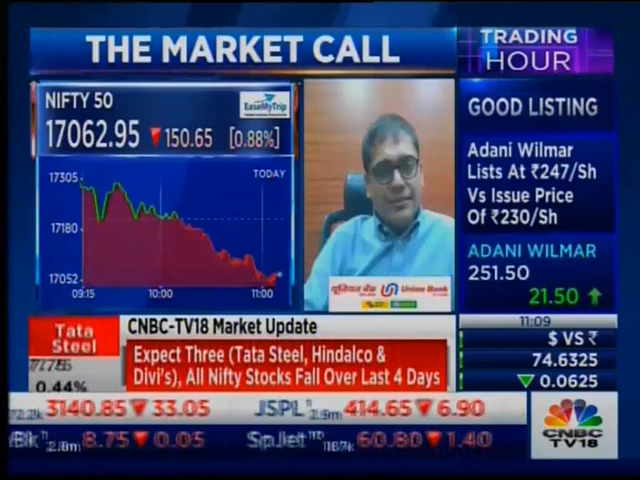 THE MARKET CALL
TRADING
HOUR
NIFTY 50
EaseMyTrip
17062.95 ▼ 150.65 [0.88%]
TODAY
17305
17180
17052
09:15 10:00 11:00
यूनियन बैंक Union Bank
GOOD LISTING
Adani Wilmar
Lists At ₹247/Sh
Vs Issue Price
Of ₹230/Sh
ADANI WILMAR
251.50
21.50 ↑
11:09
$ VS ₹
74.6325
▼ 0.0625
Tata
Steel
0.44%
CNBC-TV18 Market Update
Expect Three (Tata Steel, Hindalco &
Divi's), All Nifty Stocks Fall Over Last 4 Days
3140.85 ▼ 33.05 JSPL 414.65 ▼ 6.90
8.75 ▼ 0.05 SpJet 60.80 ▼ 1.40
CNBC
TV18